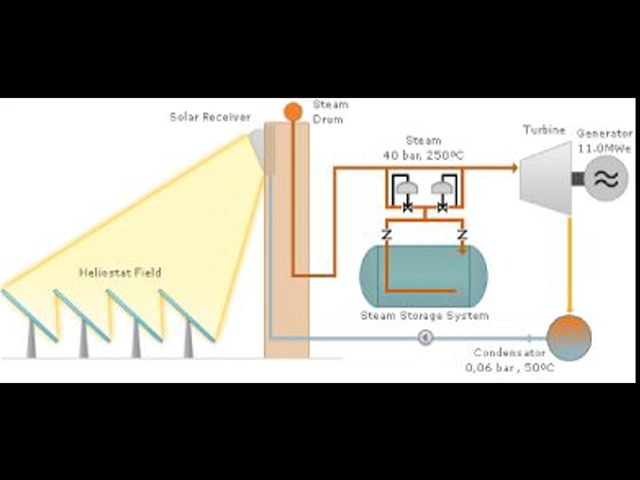 Solar Receiver
Steam
Drum
Steam
40 bar, 250ºC
Turbine
Generator
11.0MWe
Heliostat Field
Steam Storage System
Condensator
0,06 bar , 50ºC